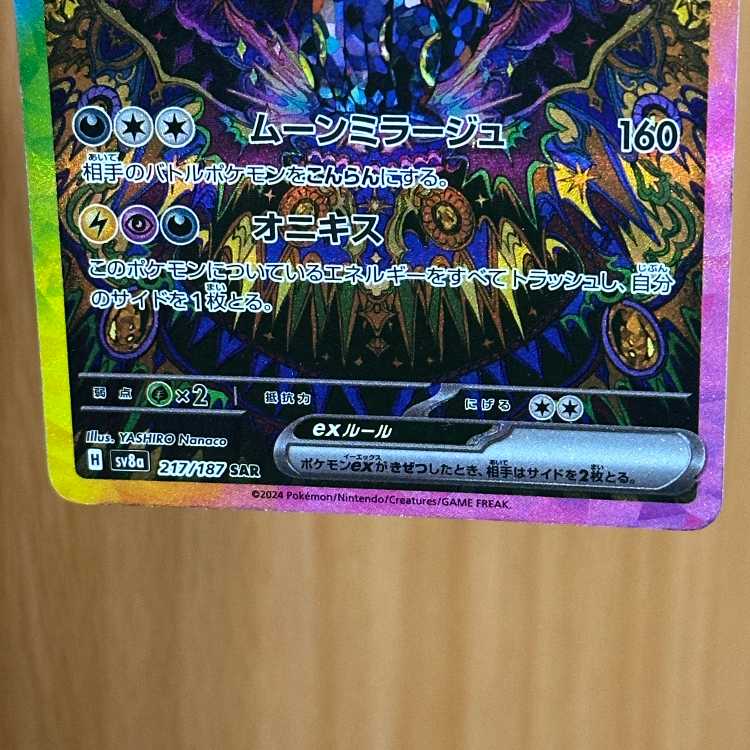 ムーンミラージュ 160
相手のバトルポケモンをこんらんにする。
オニキス
このポケモンについているエネルギーをすべてトラッシュし、自分
のサイドを1枚とる。
弱点 ×2 抵抗力 にげる
Illus. YASHIRO Nanaco
exルール
ポケモンexがきぜつしたとき、相手はサイドを2枚とる。
H sv8a 217/187 SAR
©2024 Pokémon/Nintendo/Creatures/GAME FREAK.